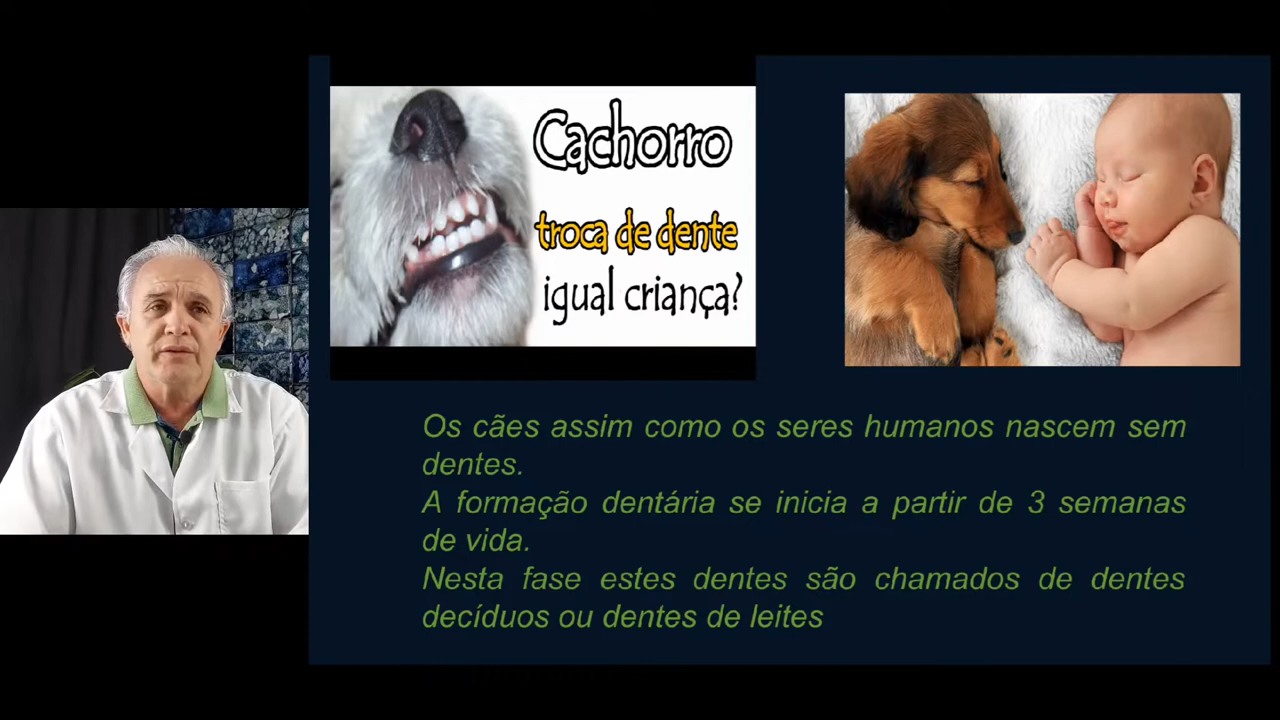 Cachorro
troca de dente
igual criança?
Os cães assim como os seres humanos nascem sem
dentes.
A formação dentária se inicia a partir de 3 semanas
de vida.
Nesta fase estes dentes são chamados de dentes
decíduos ou dentes de leites